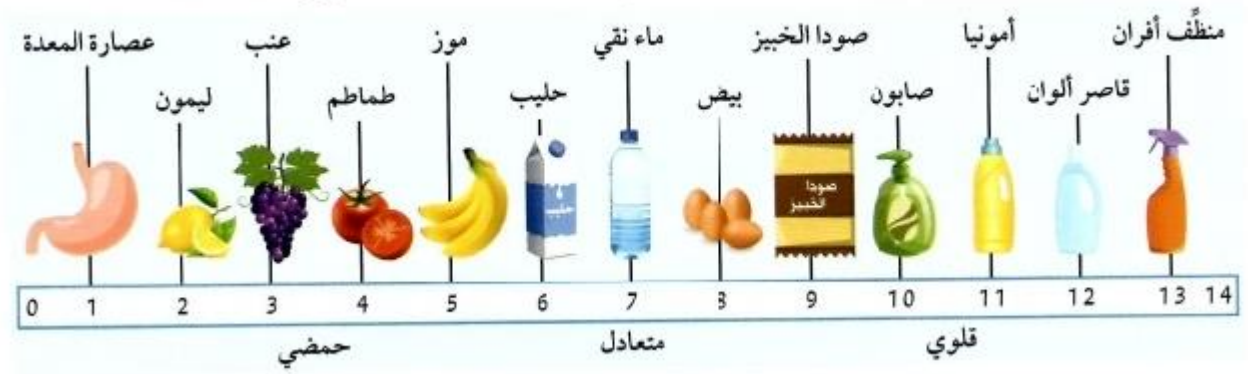 عصارة المعدة
ليمون
عنب
طماطم
موز
حليب
ماء نقي
بيض
صودا الخبيز
صابون
أمونيا
قاصر ألوان
منظِّف أفران
حليب
صودا
الخبيز
0 1 2 3 4 5 6 7 8 9 10 11 12 13 14
حمضي
متعادل
قلوي